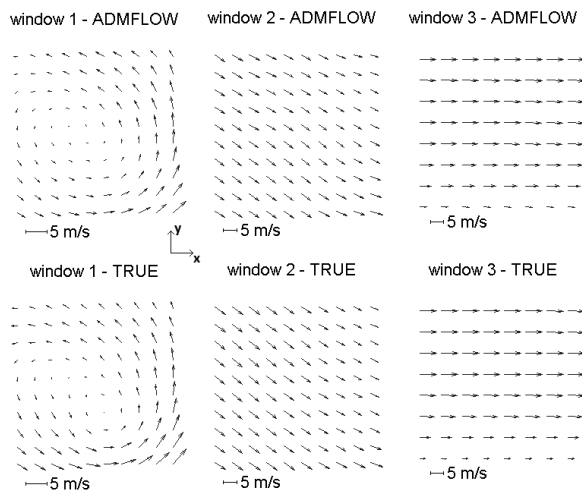 window 1 - ADMFLOW
window 2 - ADMFLOW
window 3 - ADMFLOW
5 m/s
5 m/s
5 m/s
y
x
window 1 - TRUE
window 2 - TRUE
window 3 - TRUE
5 m/s
5 m/s
5 m/s